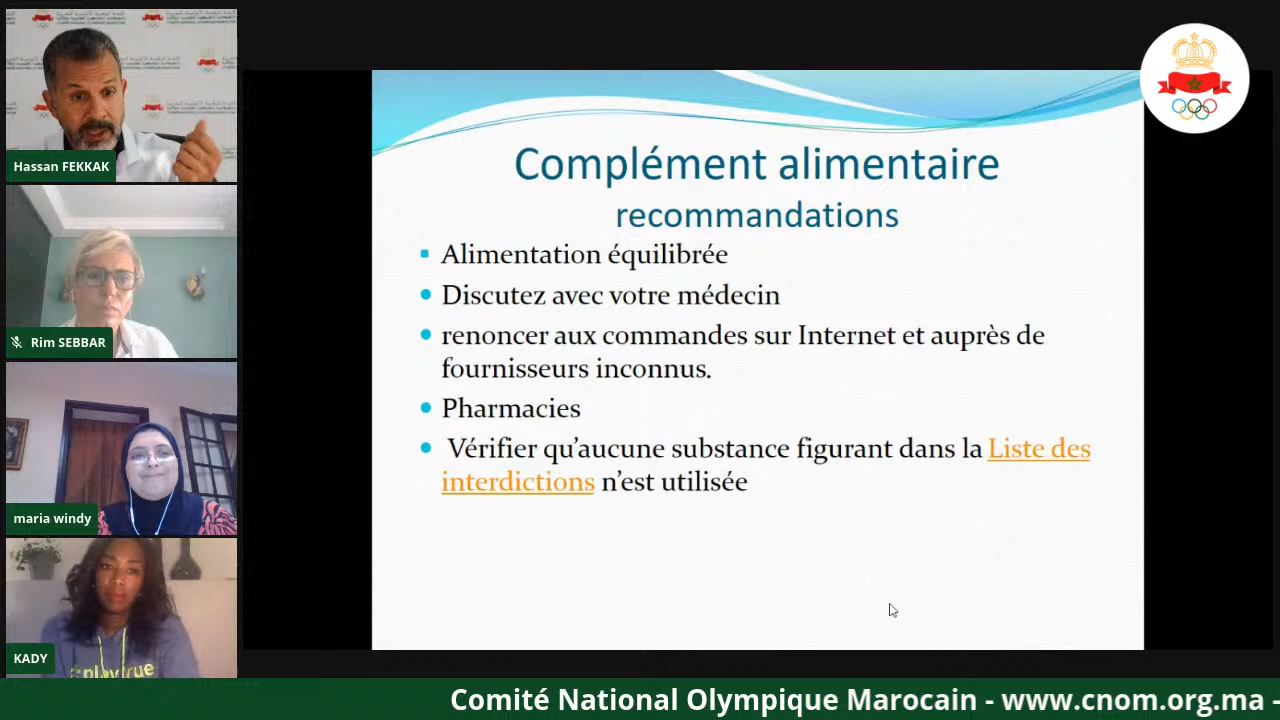 Hassan FEKKAK
Rim SEBBAR
maria windy
playtrue
KADY
Complément alimentaire
recommandations
Alimentation équilibrée
Discutez avec votre médecin
renoncer aux commandes sur Internet et auprès de
fournisseurs inconnus.
Pharmacies
Vérifier qu’aucune substance figurant dans la Liste des
interdictions n’est utilisée
Comité National Olympique Marocain - www.cnom.org.ma -